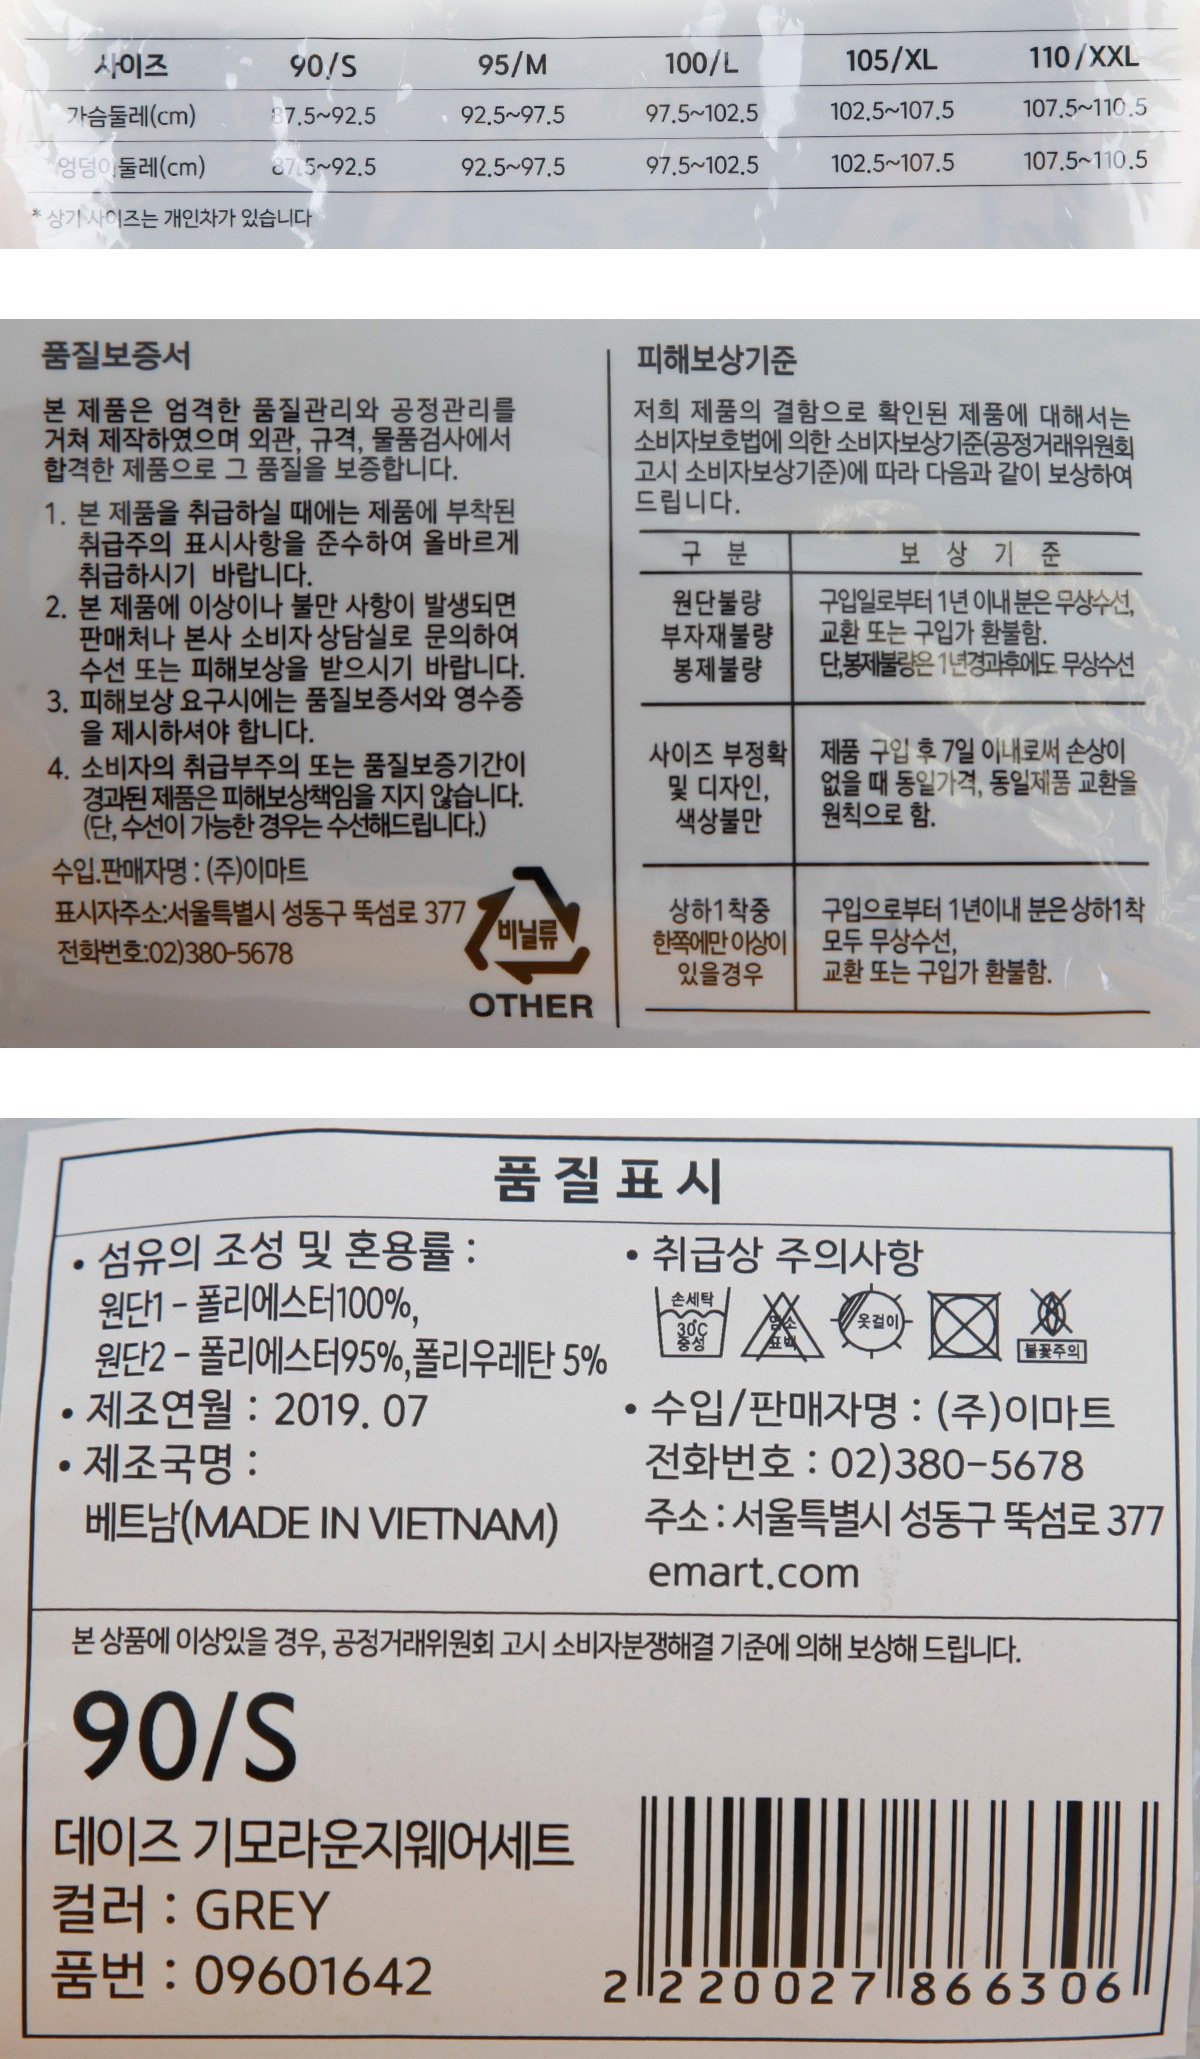 사이즈 90/S 95/M 100/L 105/XL 110/XXL
가슴둘레(cm) 87.5~92.5 92.5~97.5 97.5~102.5 102.5~107.5 107.5~110.5
엉덩이둘레(cm) 87.5~92.5 92.5~97.5 97.5~102.5 102.5~107.5 107.5~110.5
* 상기 사이즈는 개인차가 있습니다
품질보증서
본 제품은 엄격한 품질관리와 공정관리를
거쳐 제작하였으며 외관, 규격, 물품검사에서
합격한 제품으로 그 품질을 보증합니다.
1. 본 제품을 취급하실 때에는 제품에 부착된
취급주의 표시사항을 준수하여 올바르게
취급하시기 바랍니다.
2. 본 제품에 이상이나 불만 사항이 발생되면
판매처나 본사 소비자 상담실로 문의하여
수선 또는 피해보상을 받으시기 바랍니다.
3. 피해보상 요구시에는 품질보증서와 영수증
을 제시하셔야 합니다.
4. 소비자의 취급부주의 또는 품질보증기간이
경과된 제품은 피해보상책임을 지지 않습니다.
(단, 수선이 가능한 경우는 수선해드립니다.)
수입.판매자명 : (주)이마트
표시자주소:서울특별시 성동구 뚝섬로 377
전화번호:02)380-5678
비닐류
OTHER
피해보상기준
저희 제품의 결함으로 확인된 제품에 대해서는
소비자보호법에 의한 소비자보상기준(공정거래위원회
고시 소비자보상기준)에 따라 다음과 같이 보상하여
드립니다.
구 분 보 상 기 준
원단불량 구입일로부터 1년 이내 분은 무상수선,
부자재불량 교환 또는 구입가 환불함.
봉제불량 단,봉제불량은 1년경과후에도 무상수선
사이즈 부정확 제품 구입 후 7일 이내로써 손상이
및 디자인, 없을 때 동일가격, 동일제품 교환을
색상불만 원칙으로 함.
상하1착중 구입으로부터 1년이내 분은 상하1착
한쪽에만 이상이 모두 무상수선,
있을경우 교환 또는 구입가 환불함.
품질표시
• 섬유의 조성 및 혼용률 :
원단1 - 폴리에스터100%,
원단2 - 폴리에스터95%,폴리우레탄 5%
• 제조연월 : 2019. 07
• 제조국명 :
베트남(MADE IN VIETNAM)
• 취급상 주의사항
손세탁
30℃
중성
염소
표백
옷걸이
불꽃주의
• 수입/판매자명 : (주)이마트
전화번호 : 02)380-5678
주소 : 서울특별시 성동구 뚝섬로 377
emart.com
본 상품에 이상있을 경우, 공정거래위원회 고시 소비자분쟁해결 기준에 의해 보상해 드립니다.
90/S
데이즈 기모라운지웨어세트
컬러 : GREY
품번 : 09601642
2 220027 866306